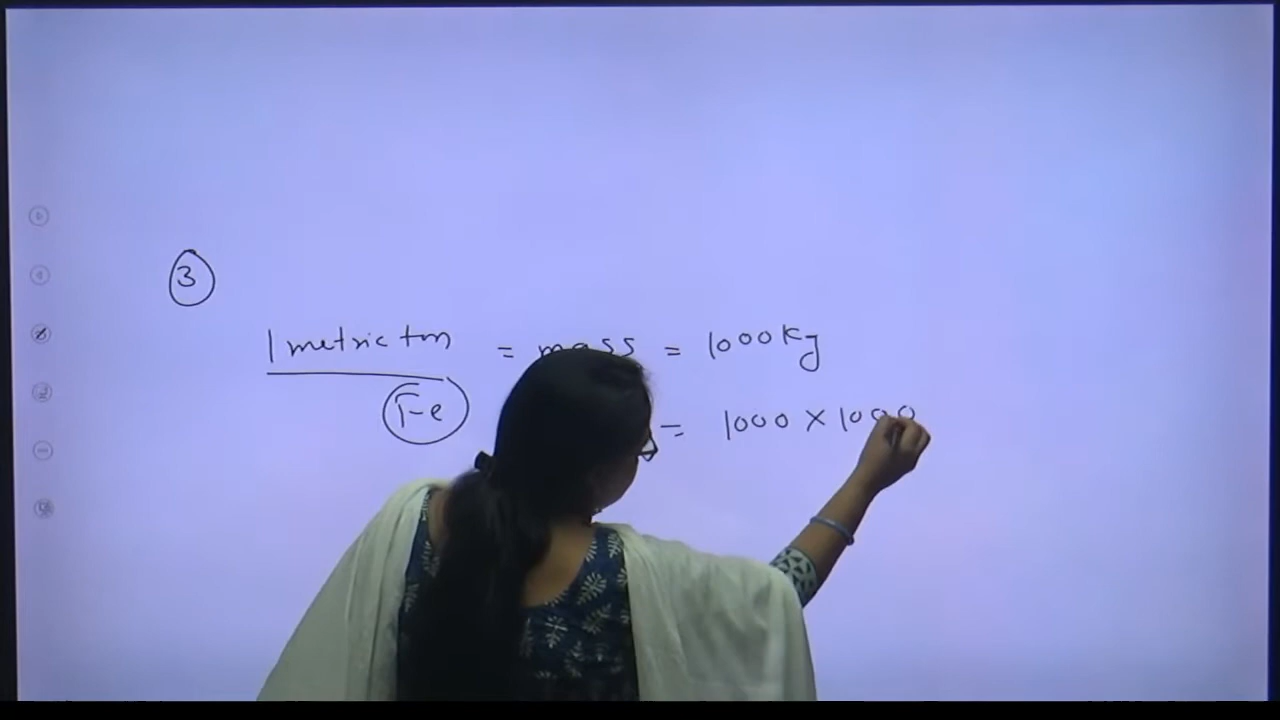 3
1 metric ton = mass = 1000 Kg
Fe = 1000 × 1000